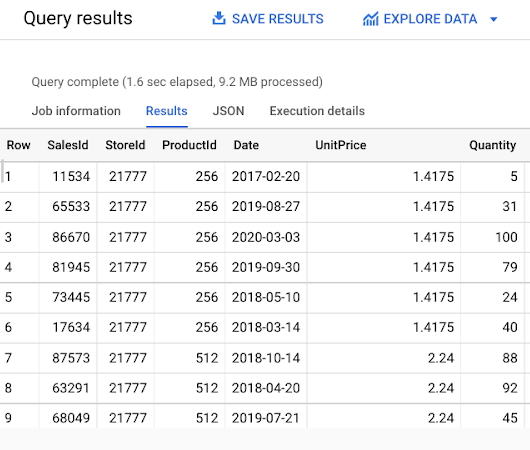 Query results SAVE RESULTS EXPLORE DATA
Query complete (1.6 sec elapsed, 9.2 MB processed)
Job information Results JSON Execution details
Row SalesId StoreId ProductId Date UnitPrice Quantity
1 11534 21777 256 2017-02-20 1.4175 5
2 65533 21777 256 2019-08-27 1.4175 31
3 86670 21777 256 2020-03-03 1.4175 100
4 81945 21777 256 2019-09-30 1.4175 79
5 73445 21777 256 2018-05-10 1.4175 24
6 17634 21777 256 2018-03-14 1.4175 40
7 87573 21777 512 2018-10-14 2.24 88
8 63291 21777 512 2018-04-20 2.24 92
9 68049 21777 512 2019-07-21 2.24 45